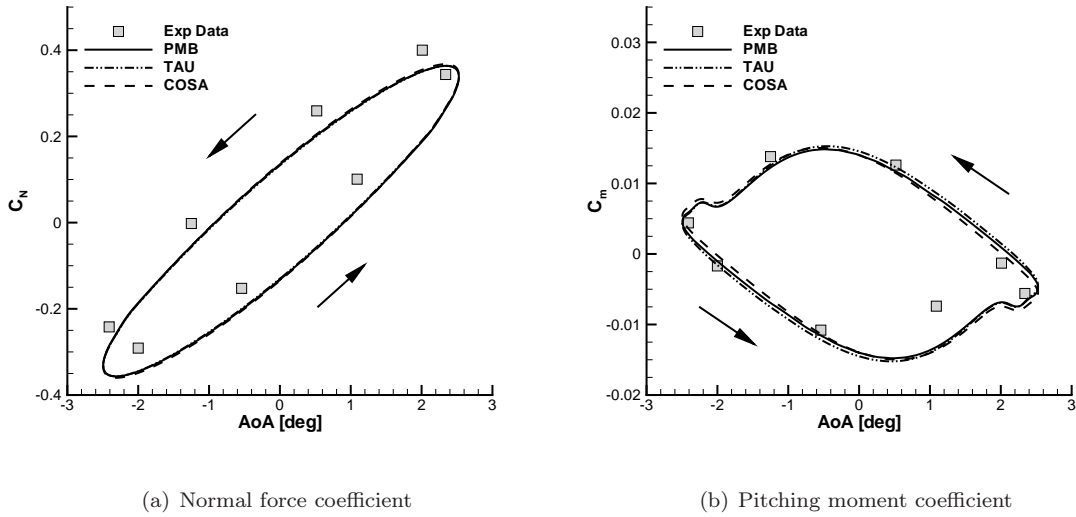 Exp Data
PMB
TAU
COSA
C_N
0.4
0.2
0
-0.2
-0.4
-3 -2 -1 0 1 2 3
AoA [deg]
(a) Normal force coefficient
Exp Data
PMB
TAU
COSA
C_m
0.03
0.02
0.01
0
-0.01
-0.02
-3 -2 -1 0 1 2 3
AoA [deg]
(b) Pitching moment coefficient